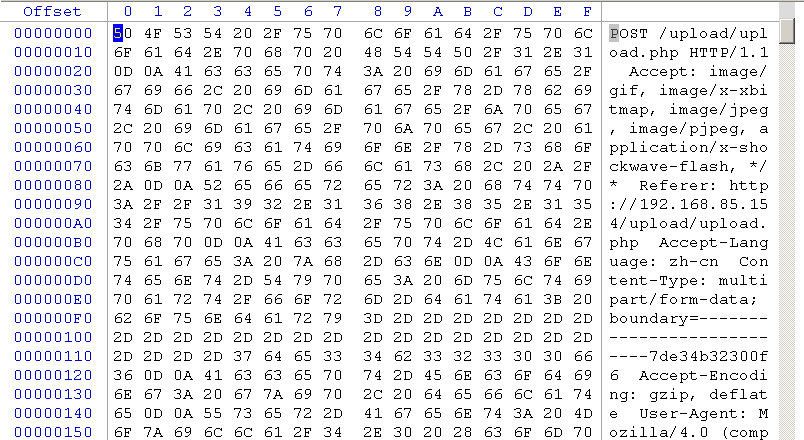 Offset 0 1 2 3 4 5 6 7 8 9 A B C D E F
00000000 50 4F 53 54 20 2F 75 70 6C 6F 61 64 2F 75 70 6C POST /upload/upl
00000010 6F 61 64 2E 70 68 70 20 48 54 54 50 2F 31 2E 31 oad.php HTTP/1.1
00000020 0D 0A 41 63 63 65 70 74 3A 20 69 6D 61 67 65 2F Accept: image/
00000030 67 69 66 2C 20 69 6D 61 67 65 2F 78 2D 78 62 69 gif, image/x-xbi
00000040 74 6D 61 70 2C 20 69 6D 61 67 65 2F 6A 70 65 67 tmap, image/jpeg
00000050 2C 20 69 6D 61 67 65 2F 70 6A 70 65 67 2C 20 61 , image/pjpeg, a
00000060 70 70 6C 69 63 61 74 69 6F 6E 2F 78 2D 73 68 6F pplication/x-sho
00000070 63 6B 77 61 76 65 2D 66 6C 61 73 68 2C 20 2A 2F ckwave-flash, */
00000080 2A 0D 0A 52 65 66 65 72 65 72 3A 20 68 74 74 70 * Referer: http
00000090 3A 2F 2F 31 39 32 2E 31 36 38 2E 38 35 2E 31 35 ://192.168.85.15
000000A0 34 2F 75 70 6C 6F 61 64 2F 75 70 6C 6F 61 64 2E 4/upload/upload.
000000B0 70 68 70 0D 0A 41 63 63 65 70 74 2D 4C 61 6E 67 php Accept-Lang
000000C0 75 61 67 65 3A 20 7A 68 2D 63 6E 0D 0A 43 6F 6E uage: zh-cn Con
000000D0 74 65 6E 74 2D 54 79 70 65 3A 20 6D 75 6C 74 69 tent-Type: multi
000000E0 70 61 72 74 2F 66 6F 72 6D 2D 64 61 74 61 3B 20 part/form-data;
000000F0 62 6F 75 6E 64 61 72 79 3D 2D 2D 2D 2D 2D 2D 2D boundary=-------
00000100 2D 2D 2D 2D 2D 2D 2D 2D 2D 2D 2D 2D 2D 2D 2D 2D ----------------
00000110 2D 2D 2D 2D 37 64 65 33 34 62 33 32 33 30 30 66 ----7de34b32300f
00000120 36 0D 0A 41 63 63 65 70 74 2D 45 6E 63 6F 64 69 6 Accept-Encodi
00000130 6E 67 3A 20 67 7A 69 70 2C 20 64 65 66 6C 61 74 ng: gzip, deflat
00000140 65 0D 0A 55 73 65 72 2D 41 67 65 6E 74 3A 20 4D e User-Agent: M
00000150 6F 7A 69 6C 6C 61 2F 34 2E 30 20 28 63 6F 6D 70 ozilla/4.0 (comp